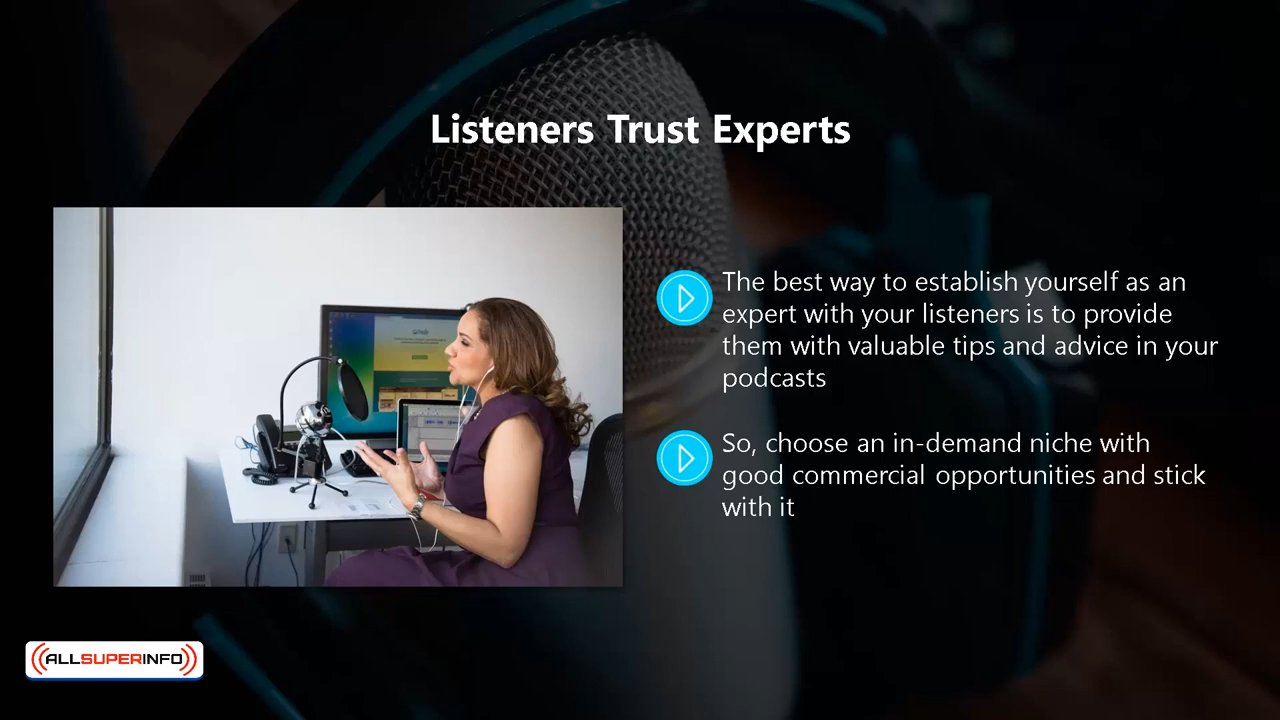 Listeners Trust Experts
The best way to establish yourself as an
expert with your listeners is to provide
them with valuable tips and advice in your
podcasts
So, choose an in-demand niche with
good commercial opportunities and stick
with it
ALLSUPERINFO